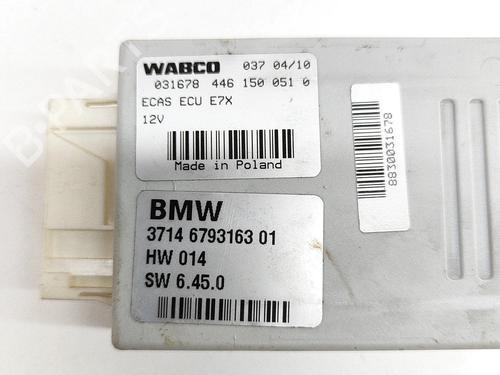 WABCO 037 04/10
031678 446 150 051 0
ECAS ECU E7X
12V
Made in Poland
BMW
3714 6793163 01
HW 014
SW 6.45.0
8830031678